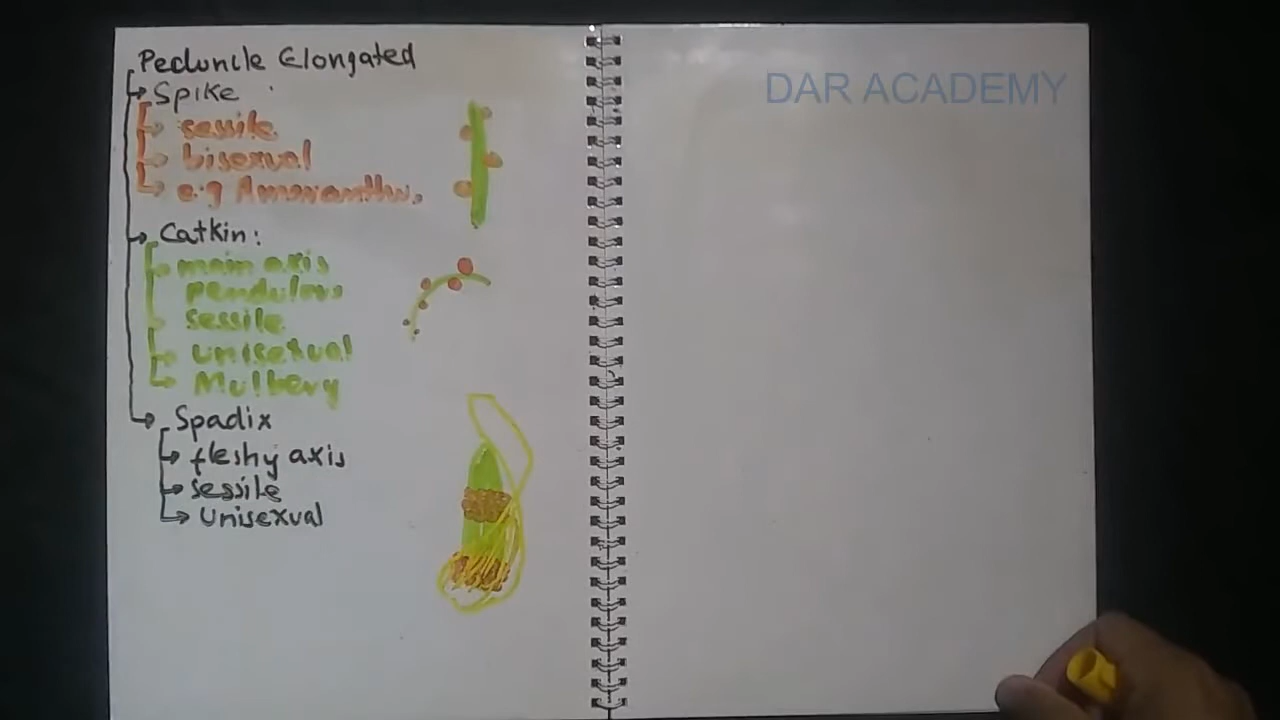 Peduncle Elongated
DAR ACADEMY
Spike
sessile
bisexual
e.g Amaranthus.
Catkin:
main axis
pendulous
sessile
unisexual
Mulbery
Spadix
fleshy axis
sessile
Unisexual